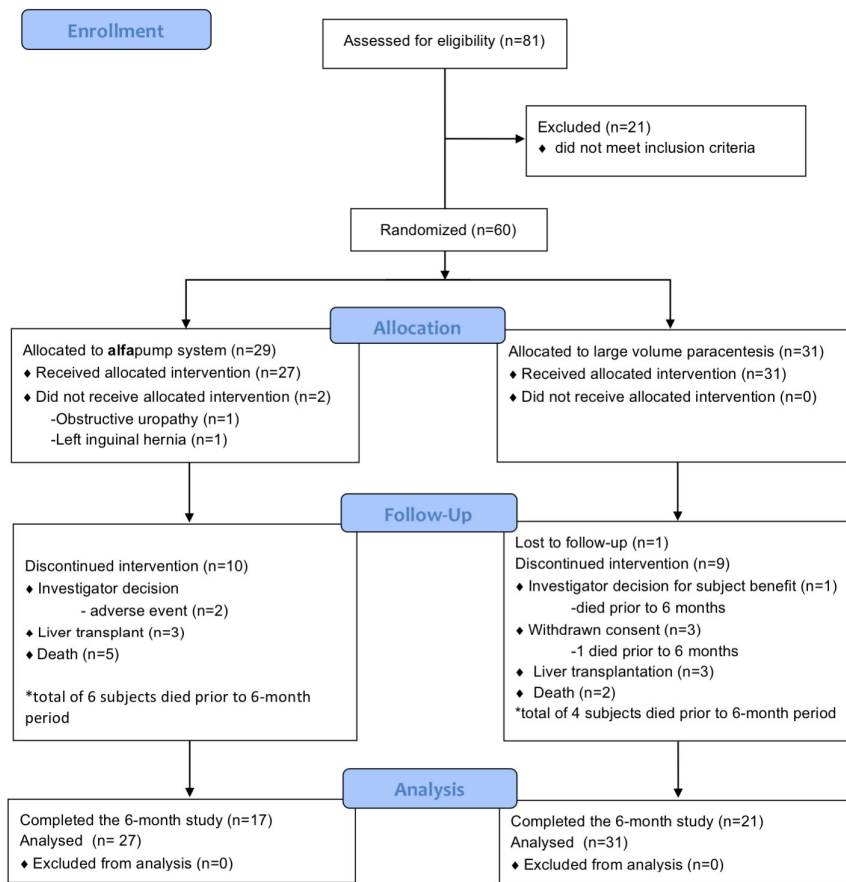 Enrollment
Assessed for eligibility (n=81)
Excluded (n=21)
♦ did not meet inclusion criteria
Randomized (n=60)
Allocation
Allocated to alfapump system (n=29)
♦ Received allocated intervention (n=27)
♦ Did not receive allocated intervention (n=2)
-Obstructive uropathy (n=1)
-Left inguinal hernia (n=1)
Allocated to large volume paracentesis (n=31)
♦ Received allocated intervention (n=31)
♦ Did not receive allocated intervention (n=0)
Follow-Up
Discontinued intervention (n=10)
♦ Investigator decision
- adverse event (n=2)
♦ Liver transplant (n=3)
♦ Death (n=5)
*total of 6 subjects died prior to 6-month
period
Lost to follow-up (n=1)
Discontinued intervention (n=9)
♦ Investigator decision for subject benefit (n=1)
-died prior to 6 months
♦ Withdrawn consent (n=3)
-1 died prior to 6 months
♦ Liver transplantation (n=3)
♦ Death (n=2)
*total of 4 subjects died prior to 6-month period
Analysis
Completed the 6-month study (n=17)
Analysed (n= 27)
♦ Excluded from analysis (n=0)
Completed the 6-month study (n=21)
Analysed (n=31)
♦ Excluded from analysis (n=0)